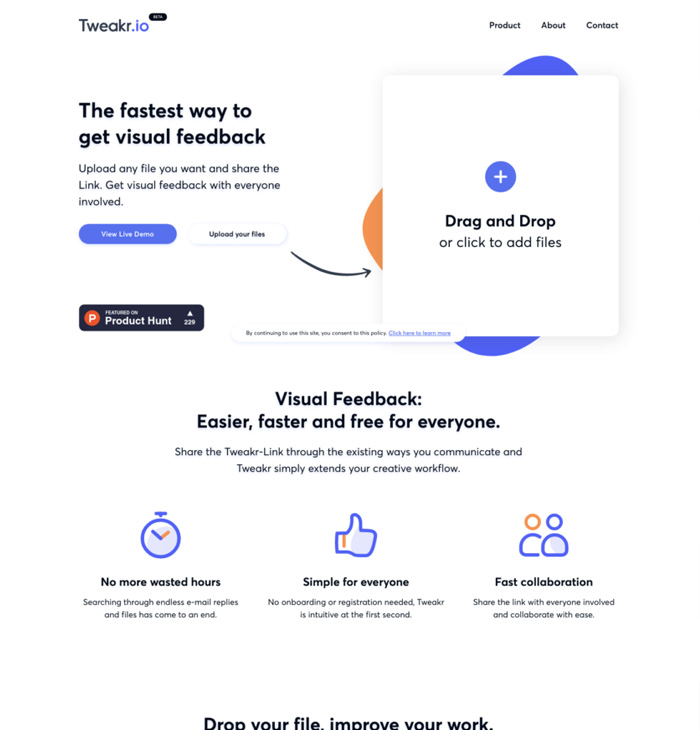 Tweakr.io
BETA
Product
About
Contact
The fastest way to
get visual feedback
Upload any file you want and share the
Link. Get visual feedback with everyone
involved.
View Live Demo
Upload your files
Drag and Drop
or click to add files
P
FEATURED ON
Product Hunt
229
By continuing to use this site, you consent to this policy. Click here to learn more
Visual Feedback:
Easier, faster and free for everyone.
Share the Tweakr-Link through the existing ways you communicate and
Tweakr simply extends your creative workflow.
No more wasted hours
Searching through endless e-mail replies
and files has come to an end.
Simple for everyone
No onboarding or registration needed, Tweakr
is intuitive at the first second.
Fast collaboration
Share the link with everyone involved
and collaborate with ease.
Drop your file, improve your work.